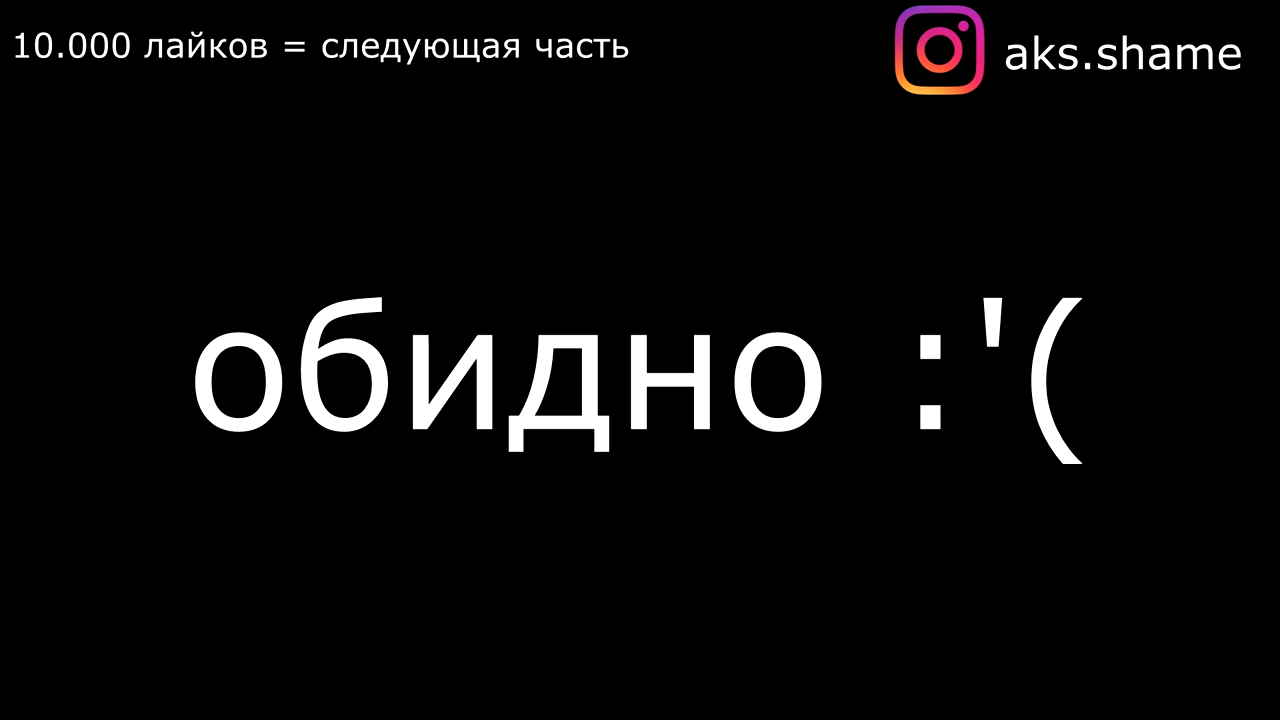 10.000 лайков = следующая часть
aks.shame
обидно :'(